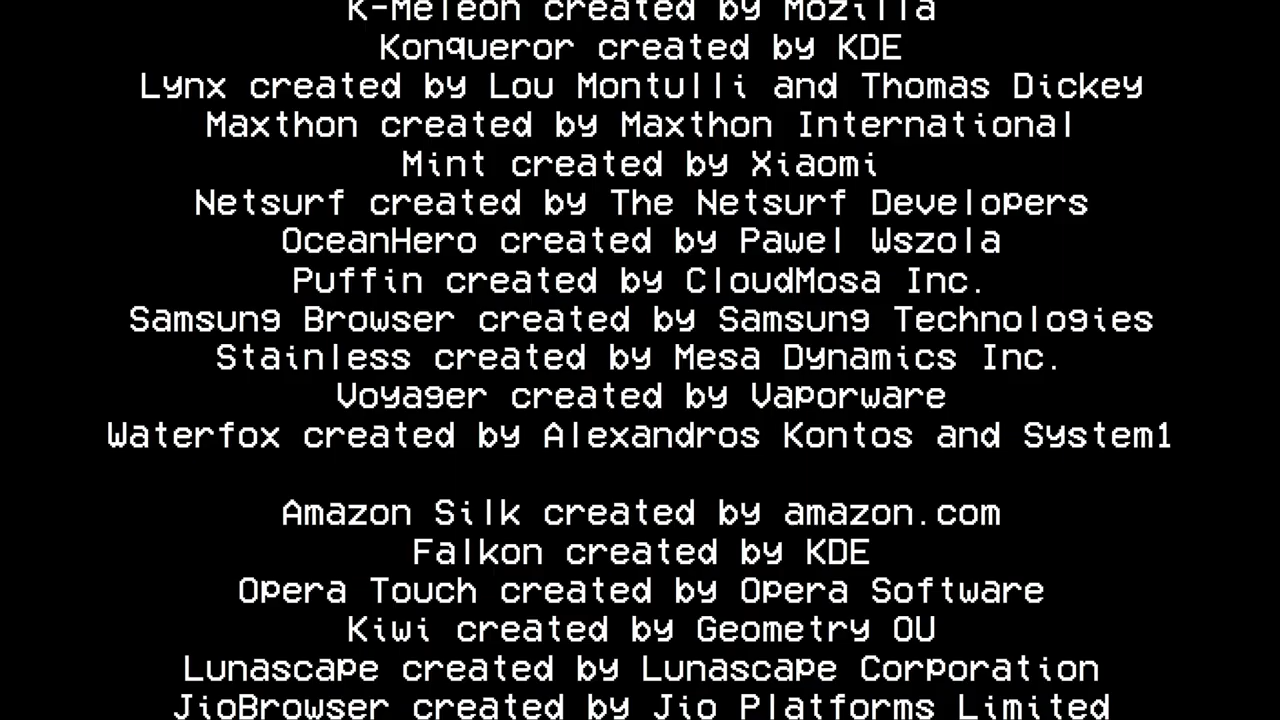 K-Meleon created by Mozilla
Konqueror created by KDE
Lynx created by Lou Montulli and Thomas Dickey
Maxthon created by Maxthon International
Mint created by Xiaomi
Netsurf created by The Netsurf Developers
OceanHero created by Pawel Wszola
Puffin created by CloudMosa Inc.
Samsung Browser created by Samsung Technologies
Stainless created by Mesa Dynamics Inc.
Voyager created by Vaporware
Waterfox created by Alexandros Kontos and System1
Amazon Silk created by amazon.com
Falkon created by KDE
Opera Touch created by Opera Software
Kiwi created by Geometry OU
Lunascape created by Lunascape Corporation
JioBrowser created by Jio Platforms Limited